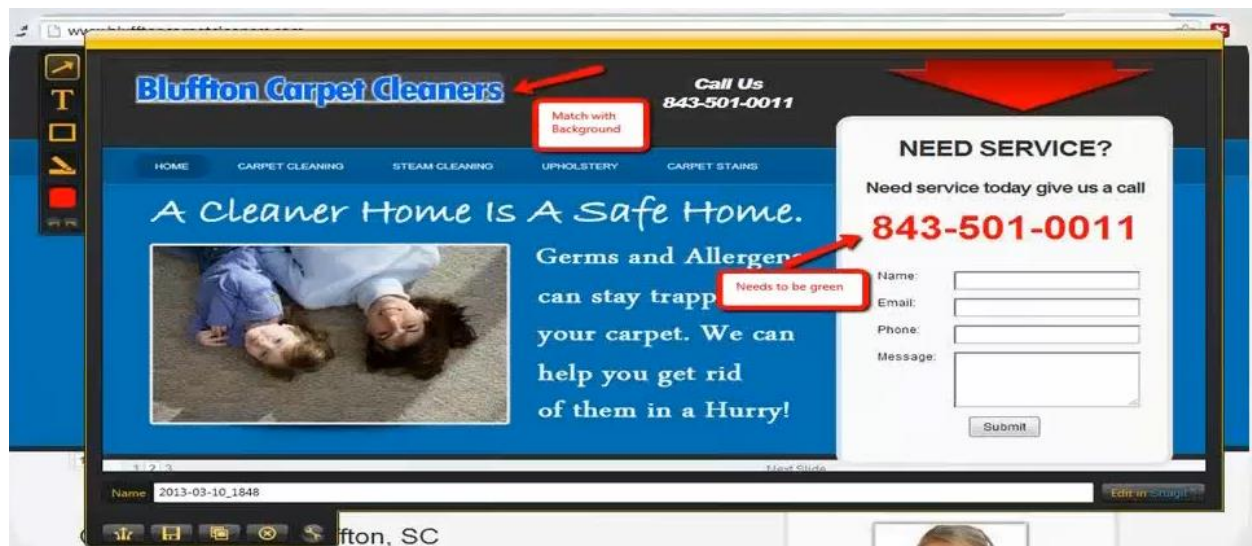 T
Bluffton Carpet Cleaners
Call Us
843-501-0011
Match with
Background
HOME CARPET CLEANING STEAM CLEANING UPHOLSTERY CARPET STAINS
A Cleaner Home Is A Safe Home.
Germs and Allergens
can stay
your carpet. We can
help you get rid
of them in a Hurry!
NEED SERVICE?
Need service today give us a call
843-501-0011
Needs to be green
Name:
Email:
Phone:
Message:
Submit
1 2 3
Next Slide
Name 2013-03-10_1848
Edit in Snagit
SC